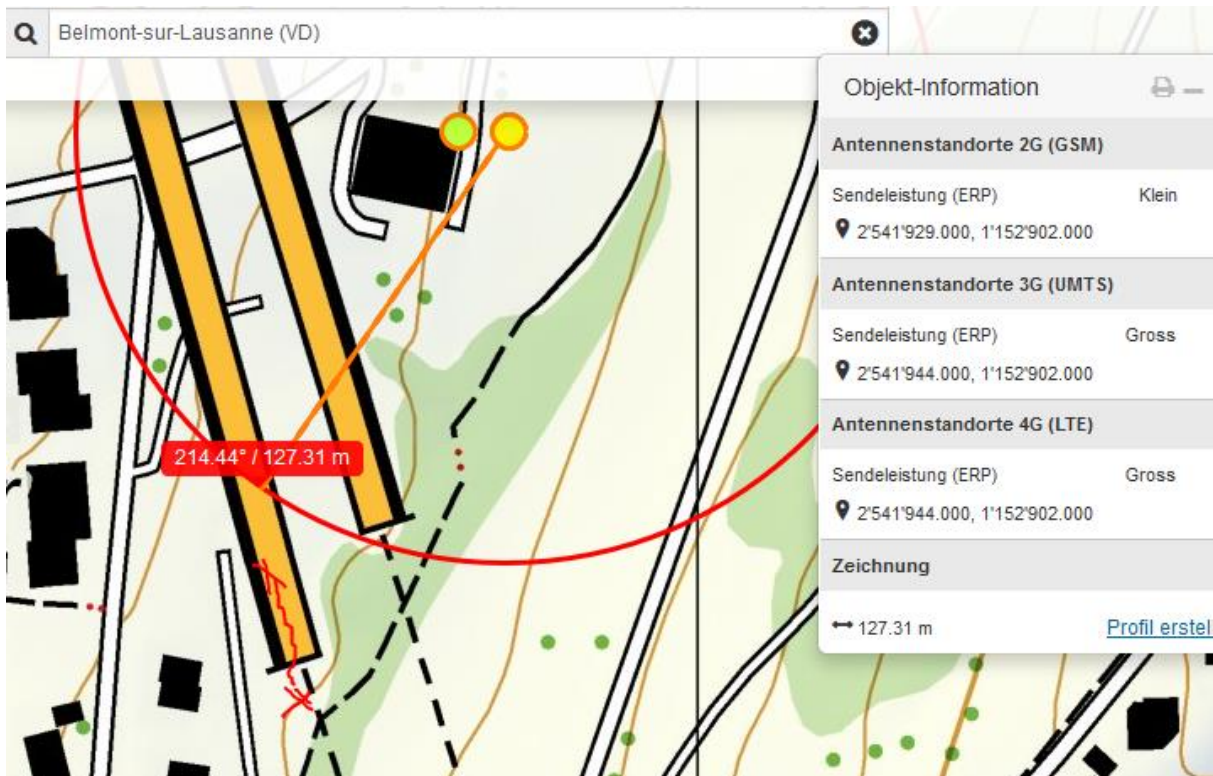 Belmont-sur-Lausanne (VD)
Objekt-Information
Antennenstandorte 2G (GSM)
Sendeleistung (ERP) Klein
2'541'929.000, 1'152'902.000
Antennenstandorte 3G (UMTS)
Sendeleistung (ERP) Gross
2'541'944.000, 1'152'902.000
Antennenstandorte 4G (LTE)
Sendeleistung (ERP) Gross
2'541'944.000, 1'152'902.000
Zeichnung
127.31 m Profil erstell
214.44° / 127.31 m